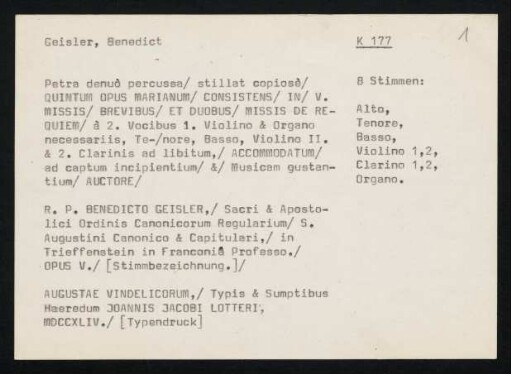 Geisler, Benedict
K 177
1
Petra denuò percussa/ stillat copiosè/
QUINTUM OPUS MARIANUM/ CONSISTENS/ IN/ V.
MISSIS/ BREVIBUS/ ET DUOBUS/ MISSIS DE RE-
QUIEM/ â 2. Vocibus 1. Violino & Organo
necessariis, Te-/nore, Basso, Violino II.
& 2. Clarinis ad libitum,/ ACCOMMODATUM/
ad captum incipientium/ &/ Musicam gustan-
tium/ AUCTORE/
R. P. BENEDICTO GEISLER,/ Sacri & Aposto-
lici Ordinis Canonicorum Regularium/ S.
Augustini Canonico & Capitulari,/ in
Trieffenstein in Franconiâ Professo./
OPUS V./ [Stimmbezeichnung.]/
AUGUSTAE VINDELICORUM,/ Typis & Sumptibus
Haeredum JOANNIS JACOBI LOTTERI,
MDCCXLIV./ [Typendruck]
8 Stimmen:
Alto,
Tenore,
Basso,
Violino 1,2,
Clarino 1,2,
Organo.